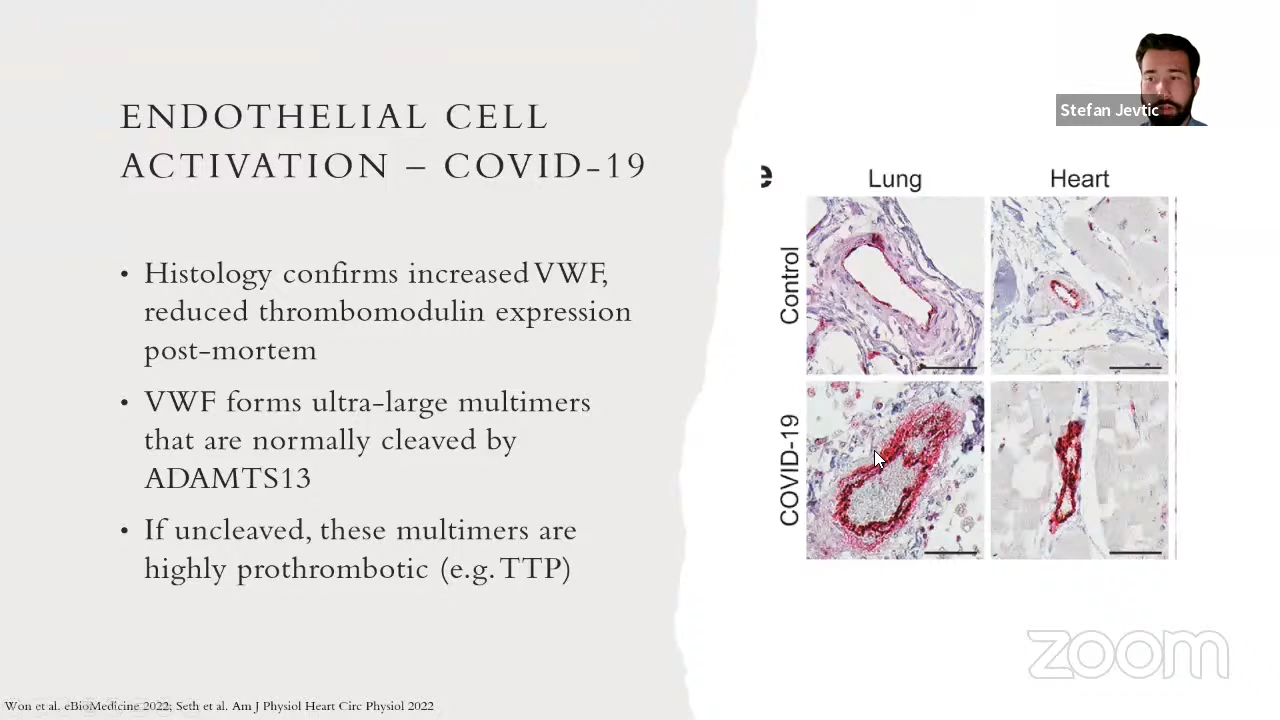 ENDOTHELIAL CELL
ACTIVATION – COVID-19
• Histology confirms increased VWF,
reduced thrombomodulin expression
post-mortem
• VWF forms ultra-large multimers
that are normally cleaved by
ADAMTS13
• If uncleaved, these multimers are
highly prothrombotic (e.g. TTP)
Won et al. eBioMedicine 2022; Seth et al. Am J Physiol Heart Circ Physiol 2022
Stefan Jevtic
e
Lung
Heart
Control
COVID-19
zoom